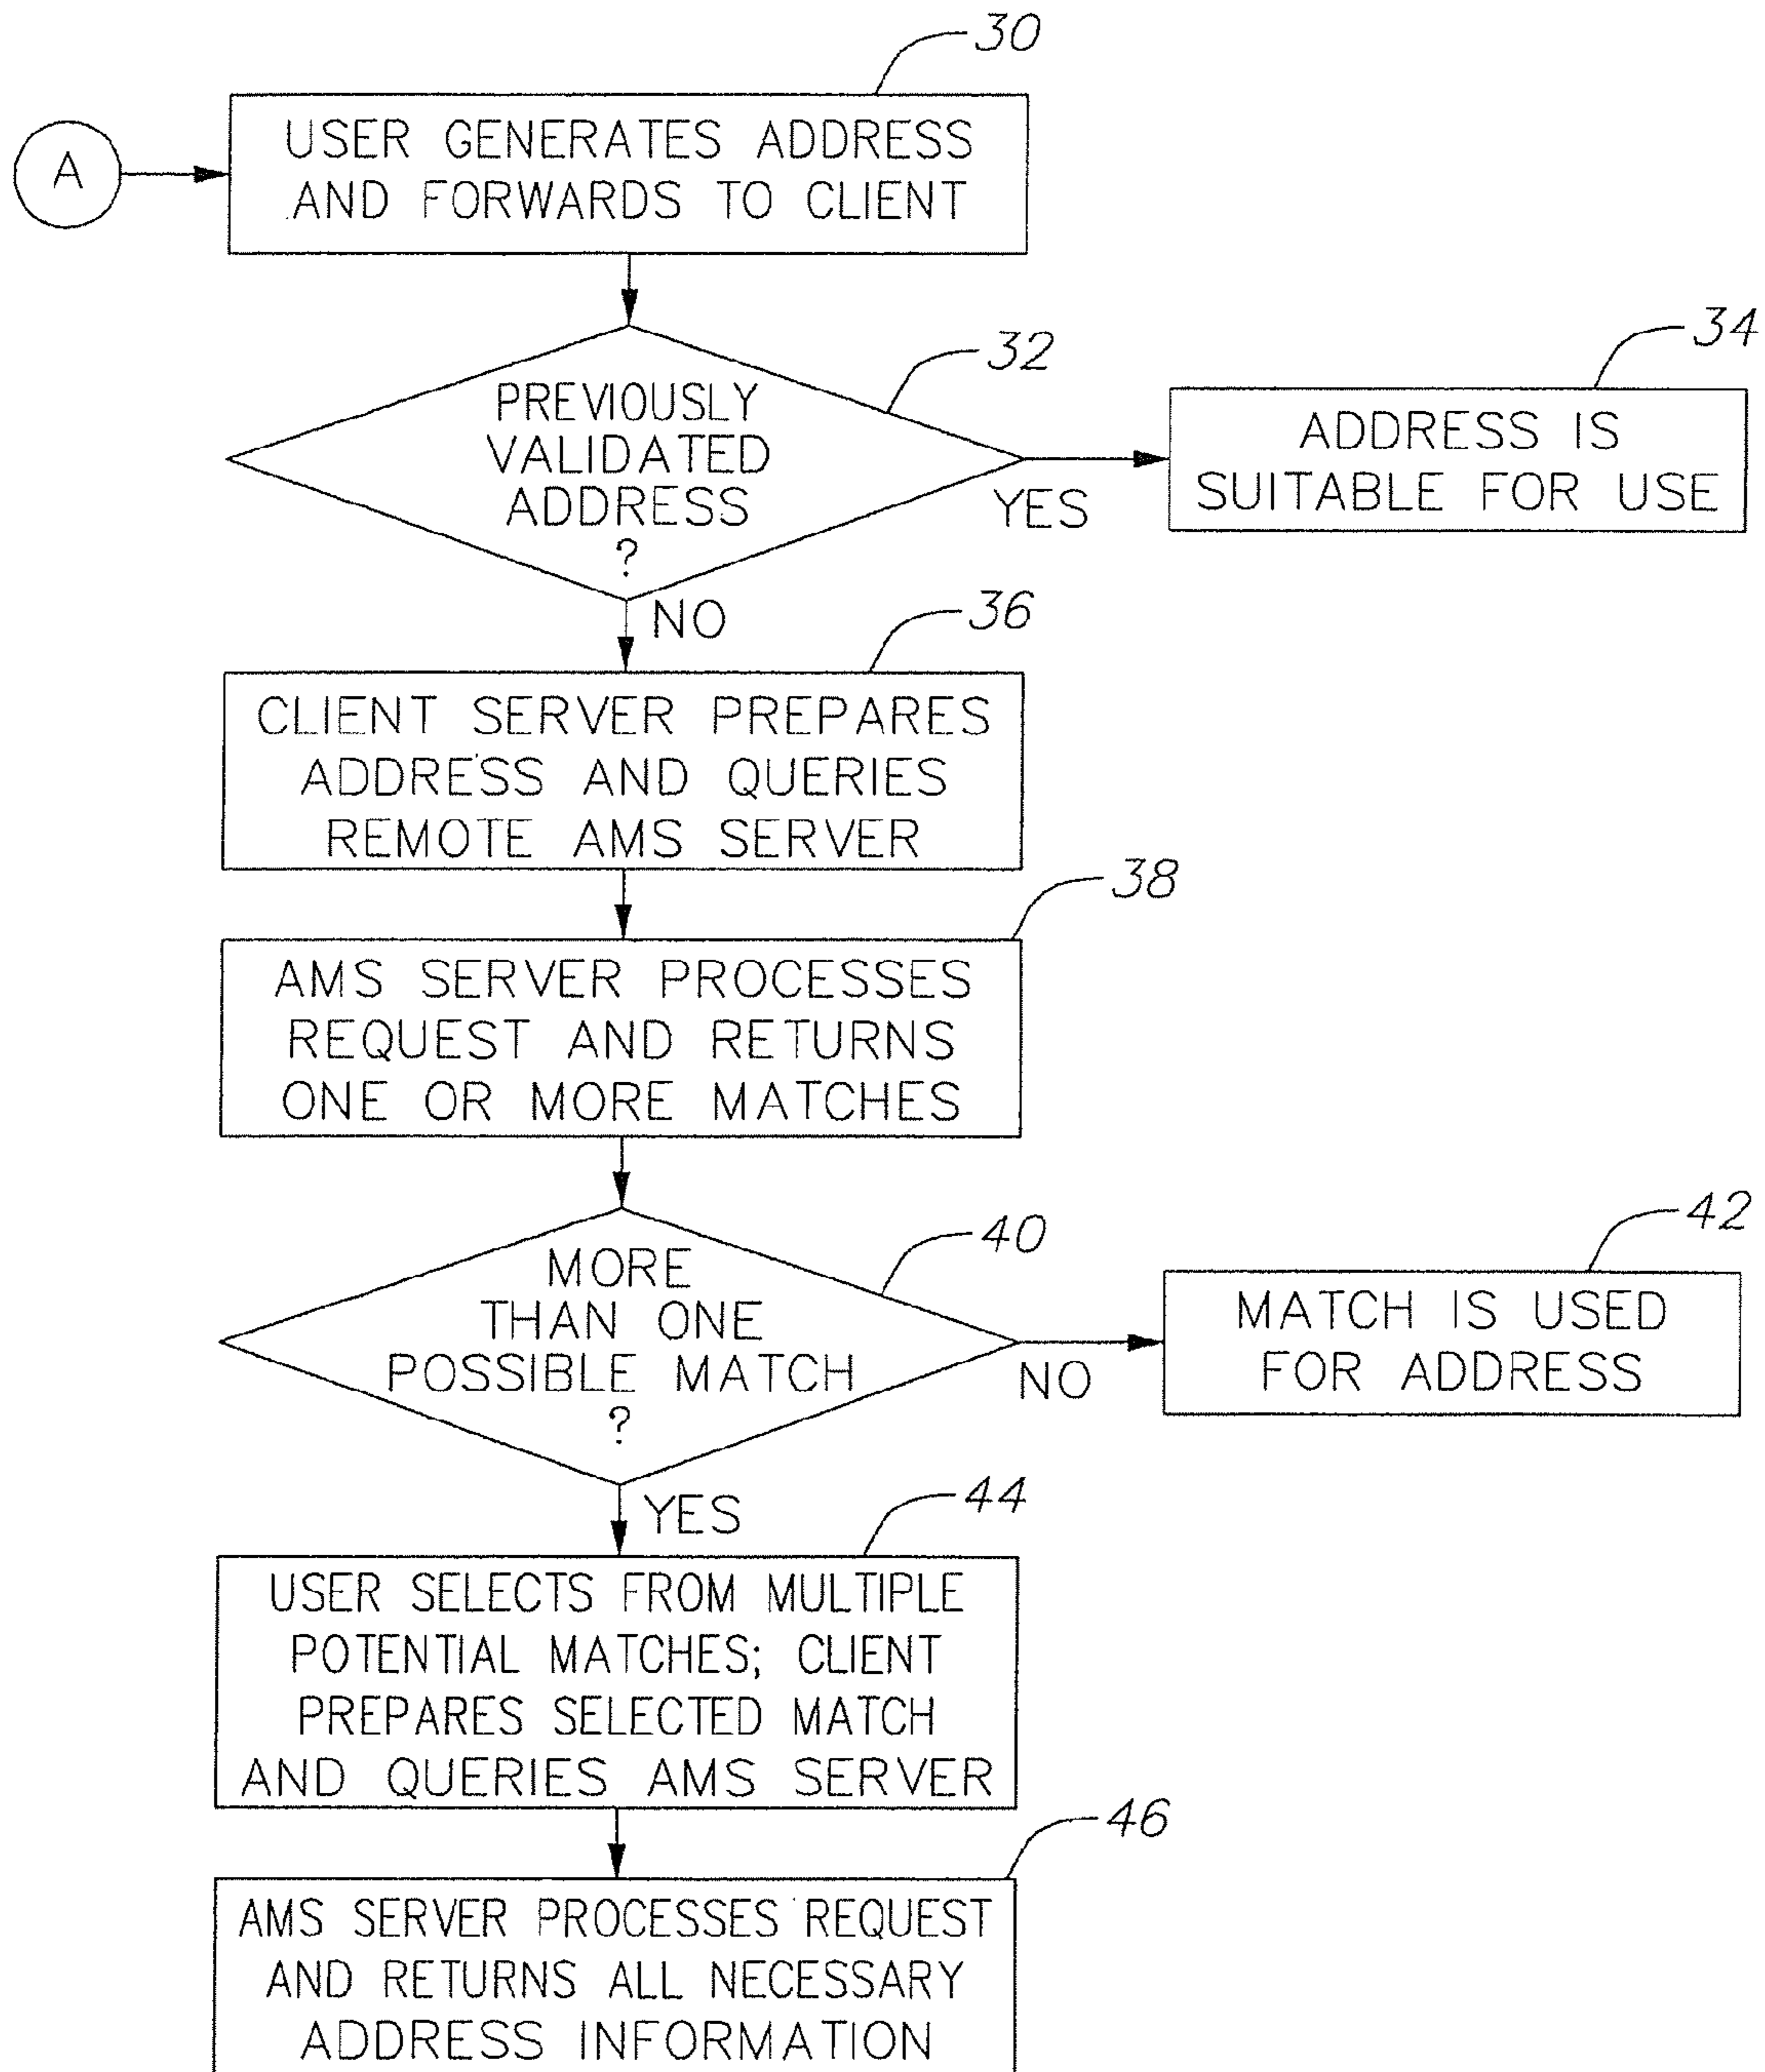 30
A
USER GENERATES ADDRESS
AND FORWARDS TO CLIENT
32
PREVIOUSLY
VALIDATED
ADDRESS
?
YES
34
ADDRESS IS
SUITABLE FOR USE
NO
36
CLIENT SERVER PREPARES
ADDRESS AND QUERIES
REMOTE AMS SERVER
38
AMS SERVER PROCESSES
REQUEST AND RETURNS
ONE OR MORE MATCHES
40
MORE
THAN ONE
POSSIBLE MATCH
?
NO
42
MATCH IS USED
FOR ADDRESS
YES
44
USER SELECTS FROM MULTIPLE
POTENTIAL MATCHES; CLIENT
PREPARES SELECTED MATCH
AND QUERIES AMS SERVER
46
AMS SERVER PROCESSES REQUEST
AND RETURNS ALL NECESSARY
ADDRESS INFORMATION